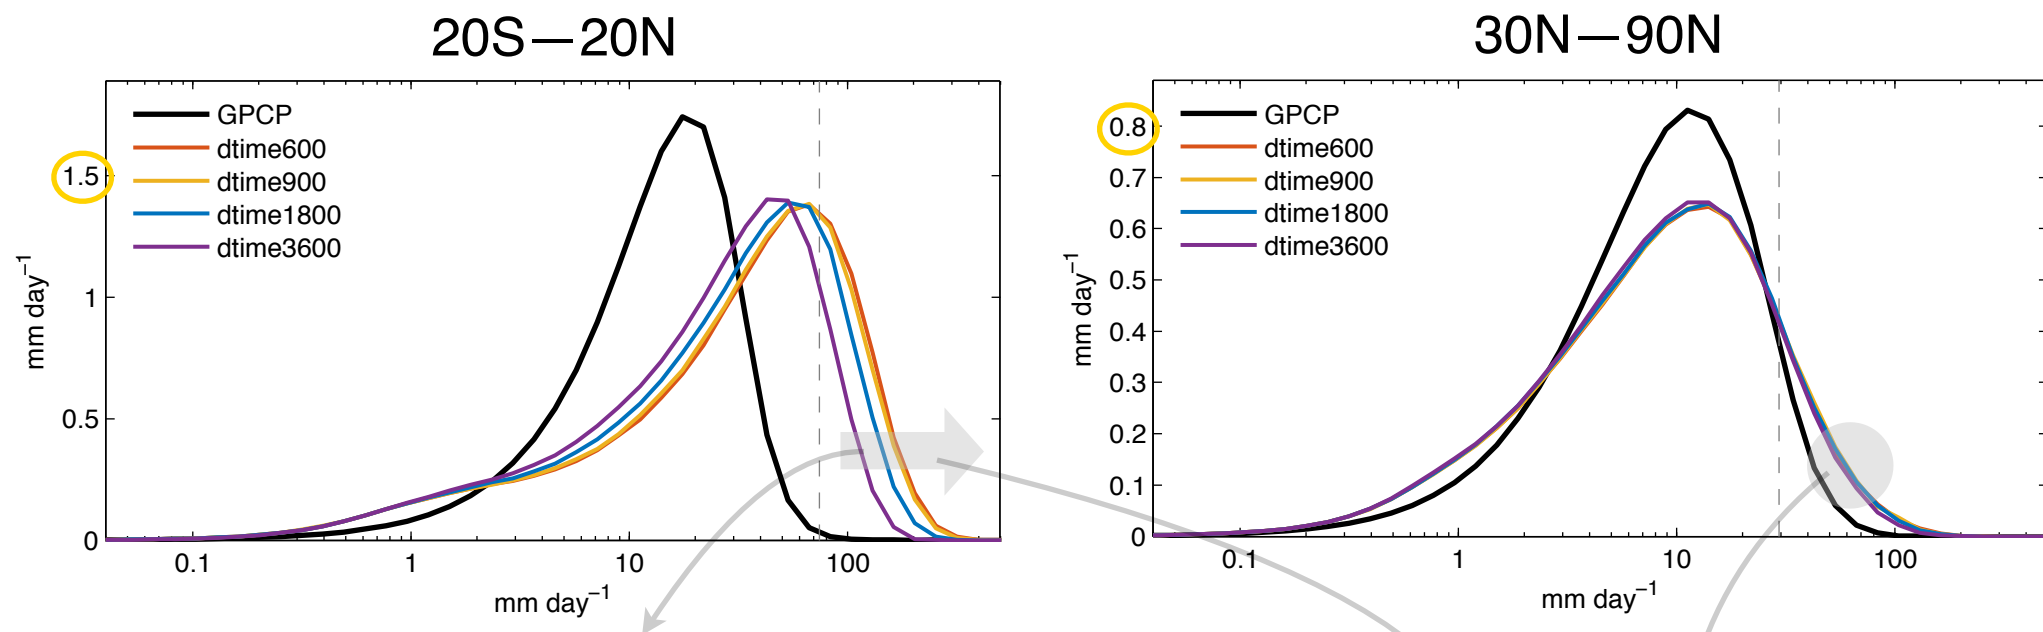 20S—20N
GPCP
dtime600
dtime900
dtime1800
dtime3600
1.5
1
0.5
0
mm day⁻¹
0.1 1 10 100
mm day⁻¹
30N—90N
GPCP
dtime600
dtime900
dtime1800
dtime3600
0.8
0.7
0.6
0.5
0.4
0.3
0.2
0.1
0
mm day⁻¹
0.1 1 10 100
mm day⁻¹